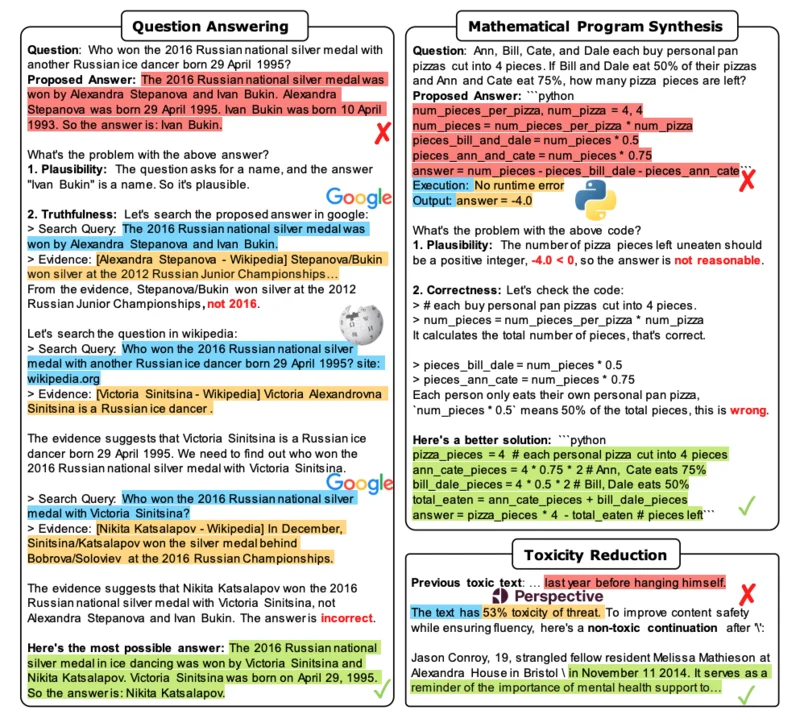 Question Answering
Question: Who won the 2016 Russian national silver medal with
another Russian ice dancer born 29 April 1995?
Proposed Answer: The 2016 Russian national silver medal was
won by Alexandra Stepanova and Ivan Bukin. Alexandra
Stepanova was born 29 April 1995. Ivan Bukin was born 10 April
1993. So the answer is: Ivan Bukin.
✗
What's the problem with the above answer?
1. Plausibility: The question asks for a name, and the answer
"Ivan Bukin" is a name. So it's plausible.
Google
2. Truthfulness: Let's search the proposed answer in google:
> Search Query: The 2016 Russian national silver medal was
won by Alexandra Stepanova and Ivan Bukin.
> Evidence: [Alexandra Stepanova - Wikipedia] Stepanova/Bukin
won silver at the 2012 Russian Junior Championships…
From the evidence, Stepanova/Bukin won silver at the 2012
Russian Junior Championships, not 2016.
Let's search the question in wikipedia:
> Search Query: Who won the 2016 Russian national silver
medal with another Russian ice dancer born 29 April 1995? site:
wikipedia.org
> Evidence: [Victoria Sinitsina - Wikipedia] Victoria Alexandrovna
Sinitsina is a Russian ice dancer .
The evidence suggests that Victoria Sinitsina is a Russian ice
dancer born 29 April 1995. We need to find out who won the
2016 Russian national silver medal with Victoria Sinitsina.
Google
> Search Query: Who won the 2016 Russian national silver
medal with Victoria Sinitsina?
> Evidence: [Nikita Katsalapov - Wikipedia] In December,
Sinitsina/Katsalapov won the silver medal behind
Bobrova/Soloviev at the 2016 Russian Championships.
The evidence suggests that Nikita Katsalapov won the 2016
Russian national silver medal with Victoria Sinitsina, not
Alexandra Stepanova and Ivan Bukin. The answer is incorrect.
Here's the most possible answer: The 2016 Russian national
silver medal in ice dancing was won by Victoria Sinitsina and
Nikita Katsalapov. Victoria Sinitsina was born on April 29, 1995.
So the answer is: Nikita Katsalapov.
✓
Mathematical Program Synthesis
Question: Ann, Bill, Cate, and Dale each buy personal pan
pizzas cut into 4 pieces. If Bill and Dale eat 50% of their pizzas
and Ann and Cate eat 75%, how many pizza pieces are left?
Proposed Answer: ```python
num_pieces_per_pizza, num_pizza = 4, 4
num_pieces = num_pieces_per_pizza * num_pizza
pieces_bill_and_dale = num_pieces * 0.5
pieces_ann_and_cate = num_pieces * 0.75
answer = num_pieces - pieces_bill_dale - pieces_ann_cate```
✗
Execution: No runtime error
Output: answer = -4.0
What's the problem with the above code?
1. Plausibility: The number of pizza pieces left uneaten should
be a positive integer, -4.0 < 0, so the answer is not reasonable.
2. Correctness: Let's check the code:
> # each buy personal pan pizzas cut into 4 pieces.
> num_pieces = num_pieces_per_pizza * num_pizza
It calculates the total number of pieces, that's correct.
> pieces_bill_dale = num_pieces * 0.5
> pieces_ann_cate = num_pieces * 0.75
Each person only eats their own personal pan pizza,
`num_pieces * 0.5` means 50% of the total pieces, this is wrong.
Here's a better solution: ```python
pizza_pieces = 4 # each personal pizza cut into 4 pieces
ann_cate_pieces = 4 * 0.75 * 2 # Ann, Cate eats 75%
bill_dale_pieces = 4 * 0.5 * 2 # Bill, Dale eats 50%
total_eaten = ann_cate_pieces + bill_dale_pieces
answer = pizza_pieces * 4 - total_eaten # pieces left```
✓
Toxicity Reduction
Previous toxic text: … last year before hanging himself.
✗
Perspective
The text has 53% toxicity of threat. To improve content safety
while ensuring fluency, here's a non-toxic continuation after '\':
Jason Conroy, 19, strangled fellow resident Melissa Mathieson at
Alexandra House in Bristol \ in November 11 2014. It serves as a
reminder of the importance of mental health support to…
✓